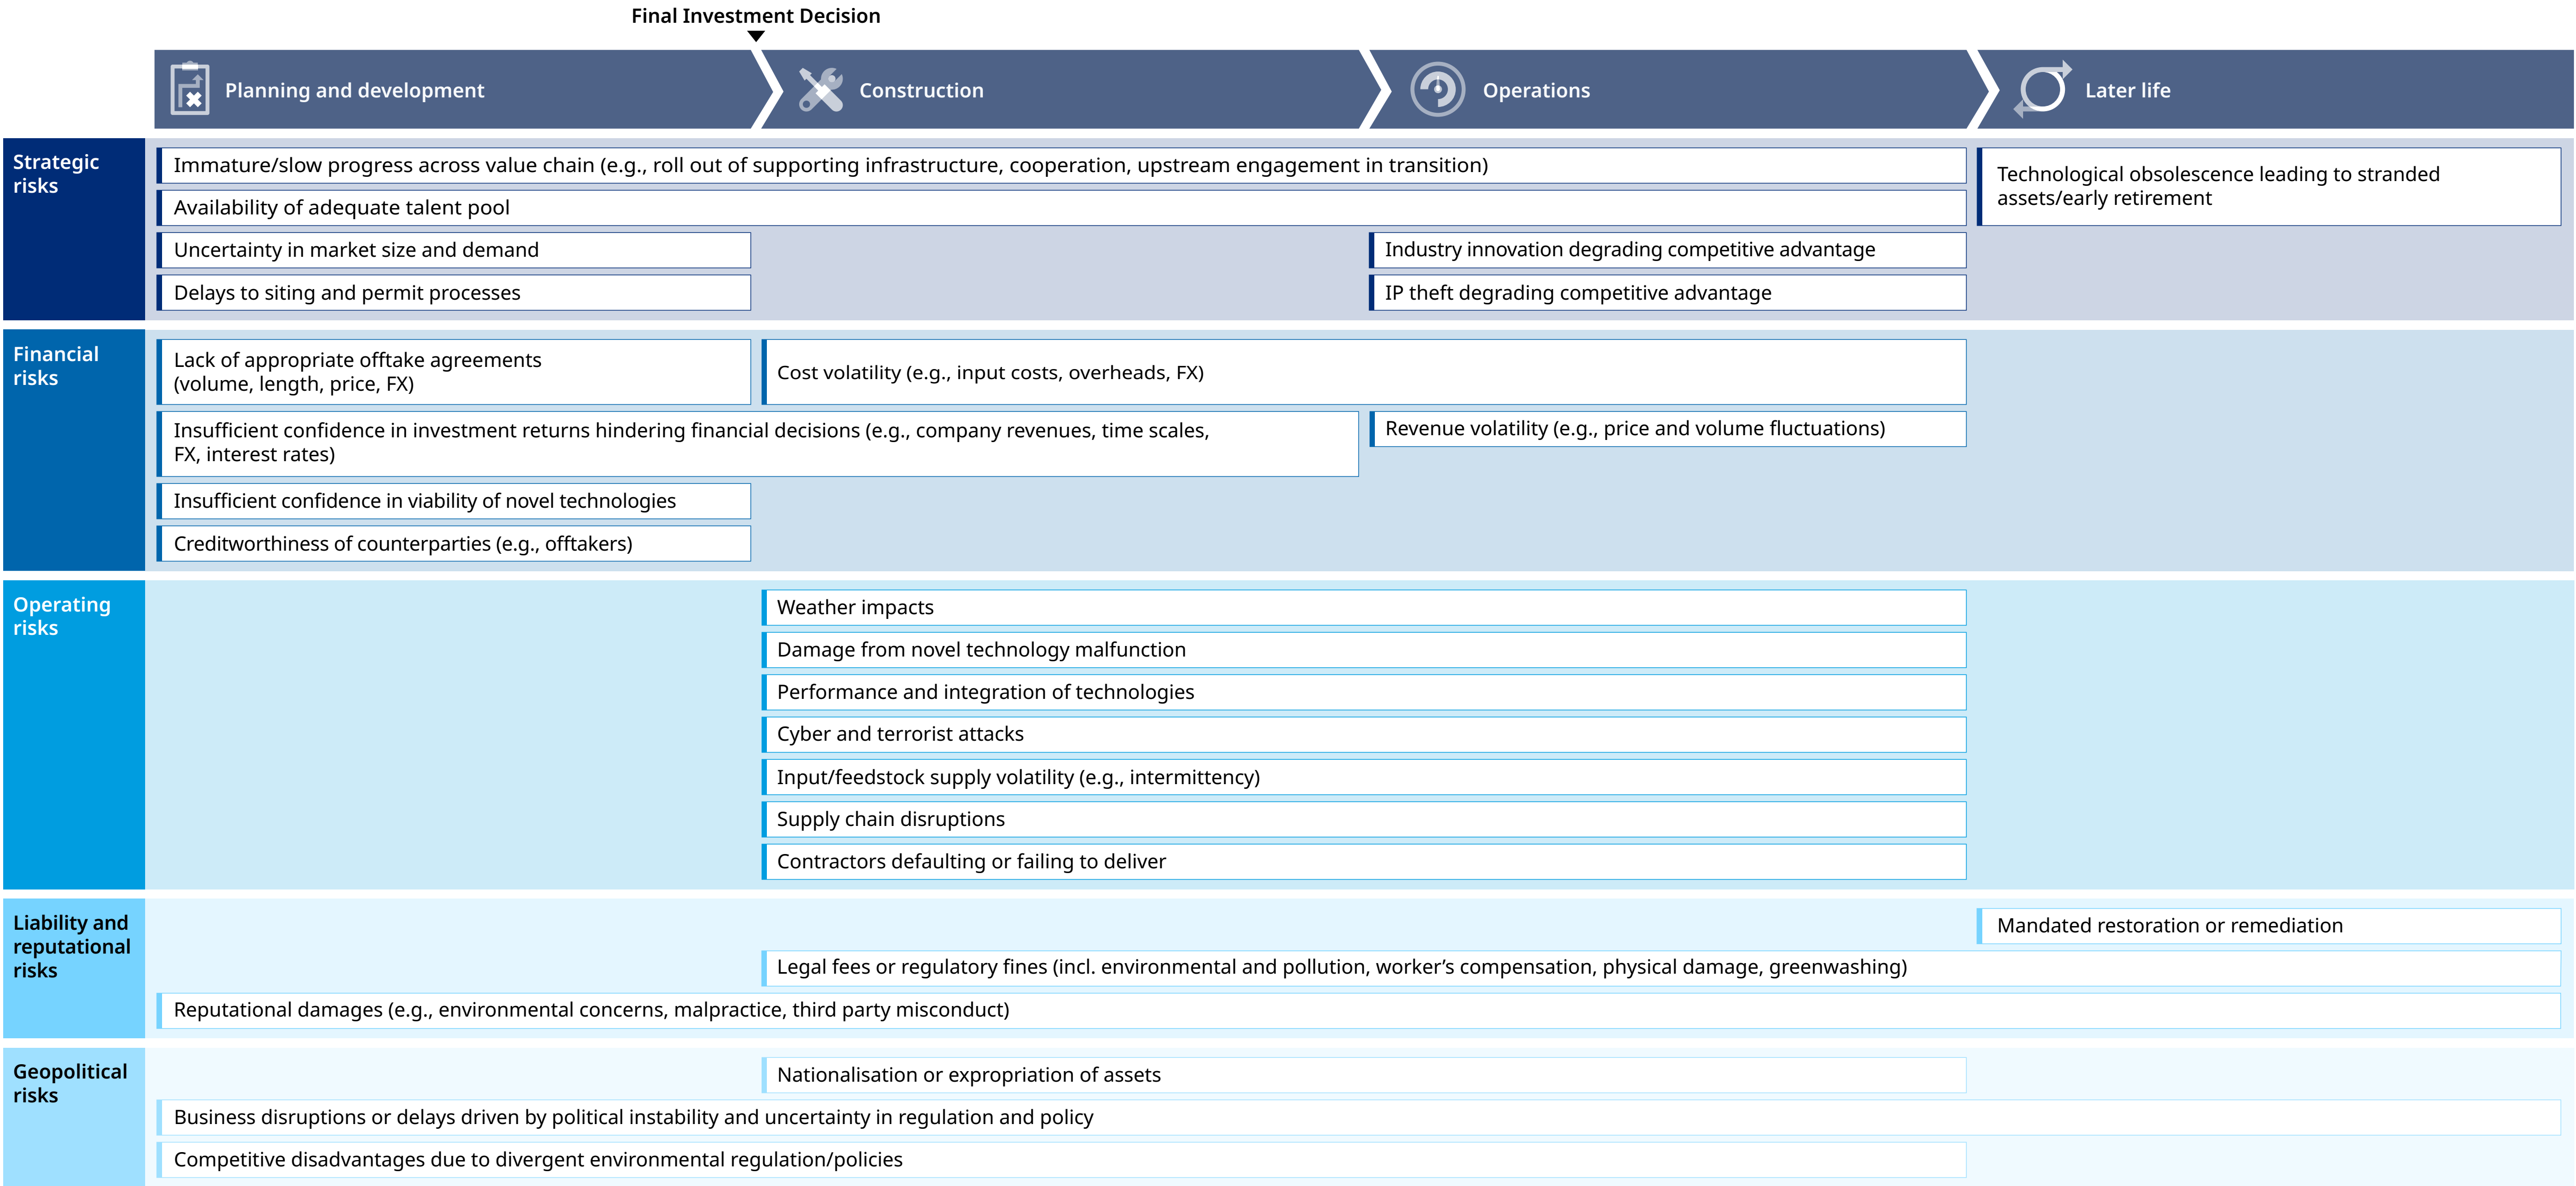 Final Investment Decision
Planning and development
Construction
Operations
Later life
Strategic
risks
Immature/slow progress across value chain (e.g., roll out of supporting infrastructure, cooperation, upstream engagement in transition)
Technological obsolescence leading to stranded
assets/early retirement
Availability of adequate talent pool
Uncertainty in market size and demand
Industry innovation degrading competitive advantage
Delays to siting and permit processes
IP theft degrading competitive advantage
Financial
risks
Lack of appropriate offtake agreements
(volume, length, price, FX)
Cost volatility (e.g., input costs, overheads, FX)
Insufficient confidence in investment returns hindering financial decisions (e.g., company revenues, time scales,
FX, interest rates)
Revenue volatility (e.g., price and volume fluctuations)
Insufficient confidence in viability of novel technologies
Creditworthiness of counterparties (e.g., offtakers)
Operating
risks
Weather impacts
Damage from novel technology malfunction
Performance and integration of technologies
Cyber and terrorist attacks
Input/feedstock supply volatility (e.g., intermittency)
Supply chain disruptions
Contractors defaulting or failing to deliver
Liability and
reputational
risks
Mandated restoration or remediation
Legal fees or regulatory fines (incl. environmental and pollution, worker’s compensation, physical damage, greenwashing)
Reputational damages (e.g., environmental concerns, malpractice, third party misconduct)
Geopolitical
risks
Nationalisation or expropriation of assets
Business disruptions or delays driven by political instability and uncertainty in regulation and policy
Competitive disadvantages due to divergent environmental regulation/policies